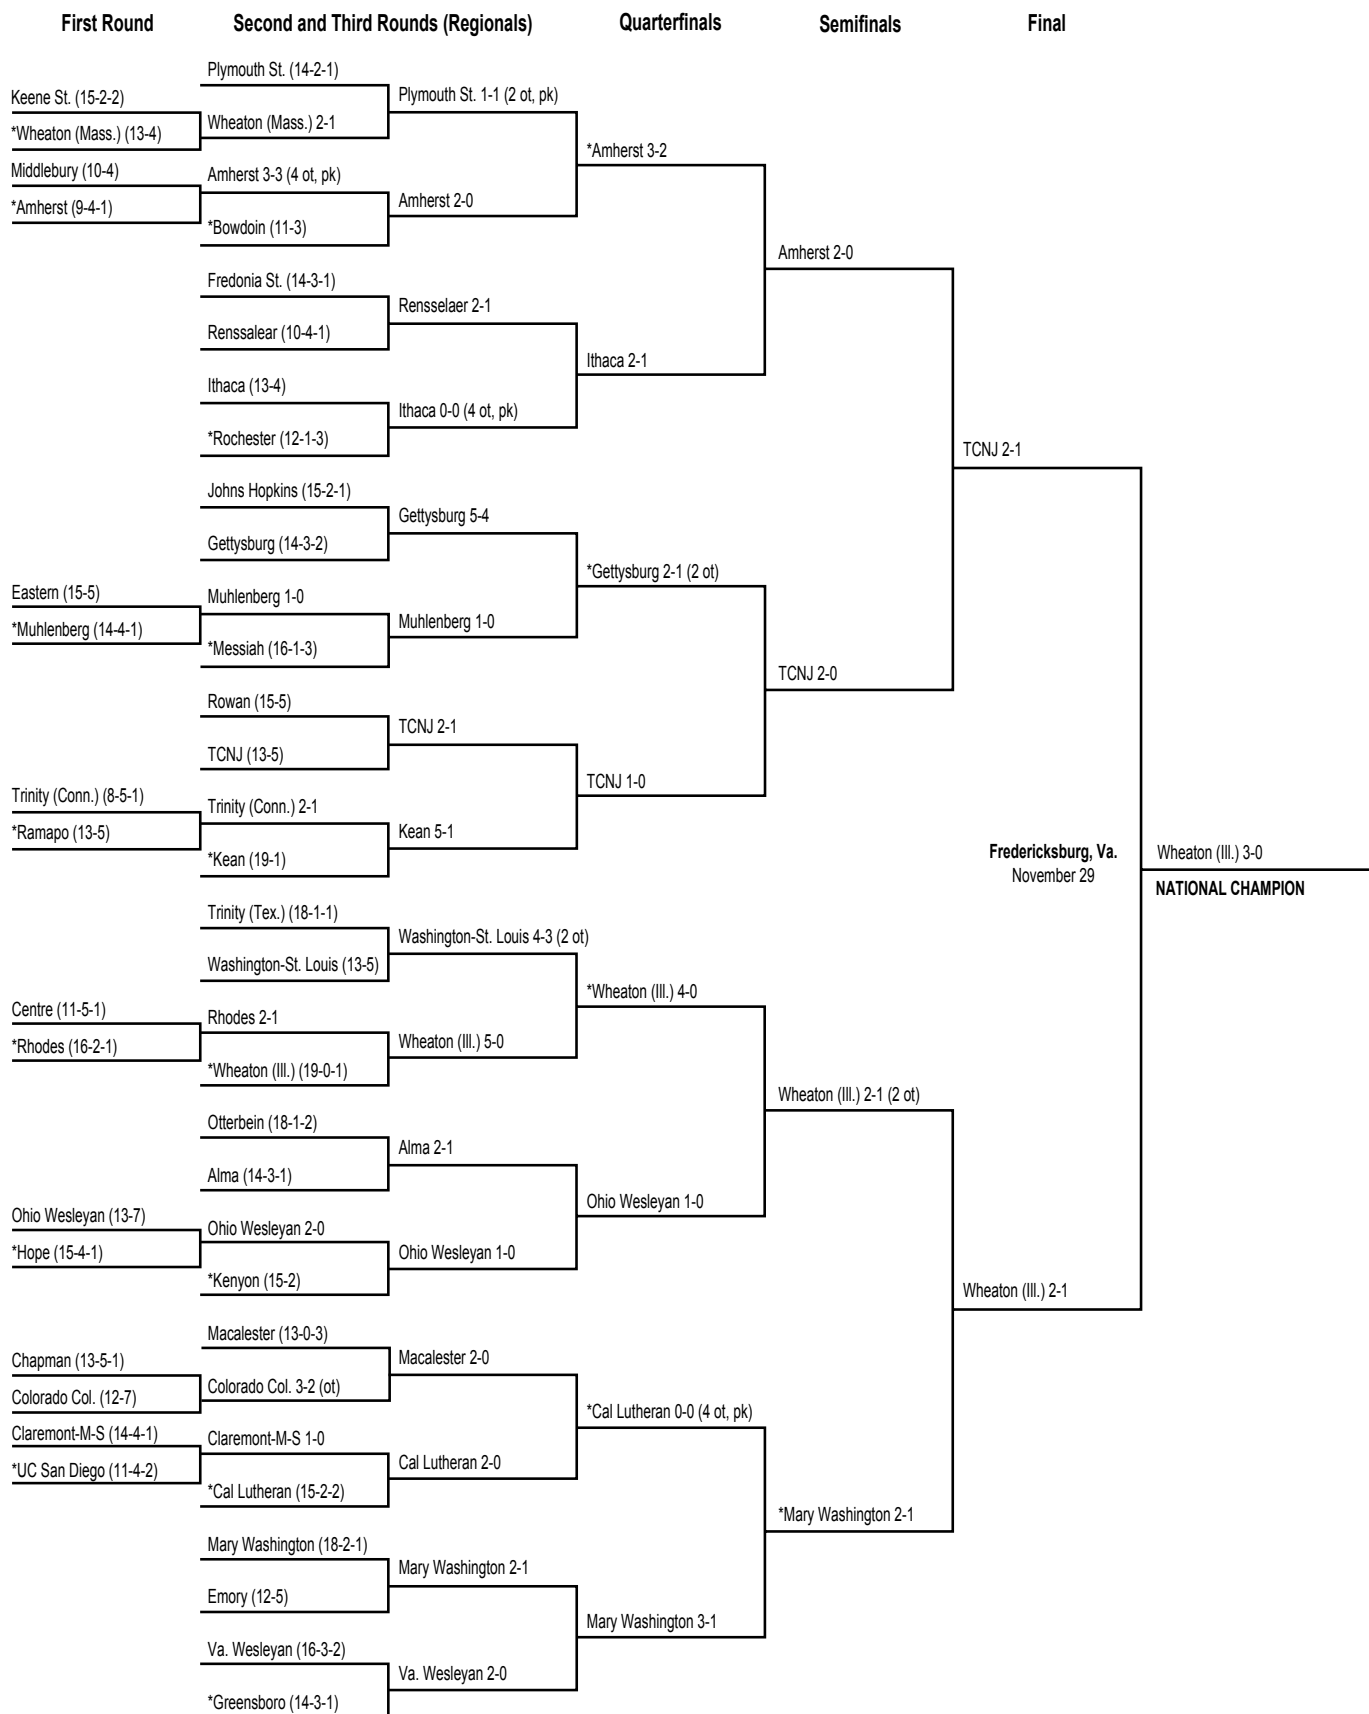 First Round
Second and Third Rounds (Regionals)
Quarterfinals
Semifinals
Final
Keene St. (15-2-2)
*Wheaton (Mass.) (13-4)
Middlebury (10-4)
*Amherst (9-4-1)
Eastern (15-5)
*Muhlenberg (14-4-1)
Trinity (Conn.) (8-5-1)
*Ramapo (13-5)
Centre (11-5-1)
*Rhodes (16-2-1)
Ohio Wesleyan (13-7)
*Hope (15-4-1)
Chapman (13-5-1)
Colorado Col. (12-7)
Claremont-M-S (14-4-1)
*UC San Diego (11-4-2)
Plymouth St. (14-2-1)
Wheaton (Mass.) 2-1
Amherst 3-3 (4 ot, pk)
*Bowdoin (11-3)
Fredonia St. (14-3-1)
Renssalear (10-4-1)
Ithaca (13-4)
*Rochester (12-1-3)
Johns Hopkins (15-2-1)
Gettysburg (14-3-2)
Muhlenberg 1-0
*Messiah (16-1-3)
Rowan (15-5)
TCNJ (13-5)
Trinity (Conn.) 2-1
*Kean (19-1)
Trinity (Tex.) (18-1-1)
Washington-St. Louis (13-5)
Rhodes 2-1
*Wheaton (Ill.) (19-0-1)
Otterbein (18-1-2)
Alma (14-3-1)
Ohio Wesleyan 2-0
*Kenyon (15-2)
Macalester (13-0-3)
Colorado Col. 3-2 (ot)
Claremont-M-S 1-0
*Cal Lutheran (15-2-2)
Mary Washington (18-2-1)
Emory (12-5)
Va. Wesleyan (16-3-2)
*Greensboro (14-3-1)
Plymouth St. 1-1 (2 ot, pk)
Amherst 2-0
Rensselaer 2-1
Ithaca 0-0 (4 ot, pk)
Gettysburg 5-4
Muhlenberg 1-0
TCNJ 2-1
Kean 5-1
Washington-St. Louis 4-3 (2 ot)
Wheaton (Ill.) 5-0
Alma 2-1
Ohio Wesleyan 1-0
Macalester 2-0
Cal Lutheran 2-0
Mary Washington 2-1
Va. Wesleyan 2-0
*Amherst 3-2
Ithaca 2-1
*Gettysburg 2-1 (2 ot)
TCNJ 1-0
*Wheaton (Ill.) 4-0
Ohio Wesleyan 1-0
*Cal Lutheran 0-0 (4 ot, pk)
Mary Washington 3-1
Amherst 2-0
TCNJ 2-0
Wheaton (Ill.) 2-1 (2 ot)
*Mary Washington 2-1
TCNJ 2-1
Wheaton (Ill.) 2-1
Fredericksburg, Va.
November 29
Wheaton (Ill.) 3-0
NATIONAL CHAMPION